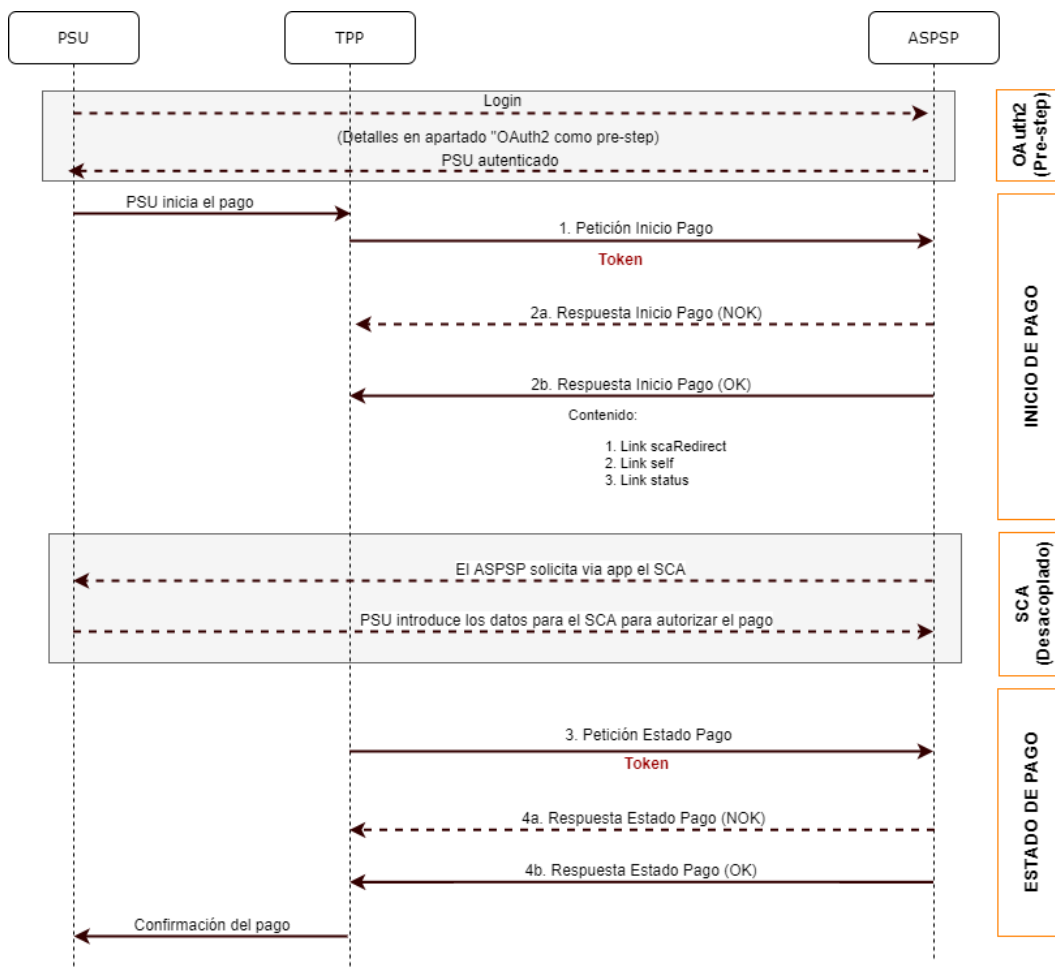 PSU
TPP
ASPSP
Login
(Detalles en apartado "OAuth2 como pre-step)
PSU autenticado
OAuth2
(Pre-step)
PSU inicia el pago
1. Petición Inicio Pago
Token
2a. Respuesta Inicio Pago (NOK)
2b. Respuesta Inicio Pago (OK)
Contenido:
1. Link scaRedirect
2. Link self
3. Link status
INICIO DE PAGO
El ASPSP solicita via app el SCA
PSU introduce los datos para el SCA para autorizar el pago
SCA
(Desacoplado)
3. Petición Estado Pago
Token
4a. Respuesta Estado Pago (NOK)
4b. Respuesta Estado Pago (OK)
Confirmación del pago
ESTADO DE PAGO